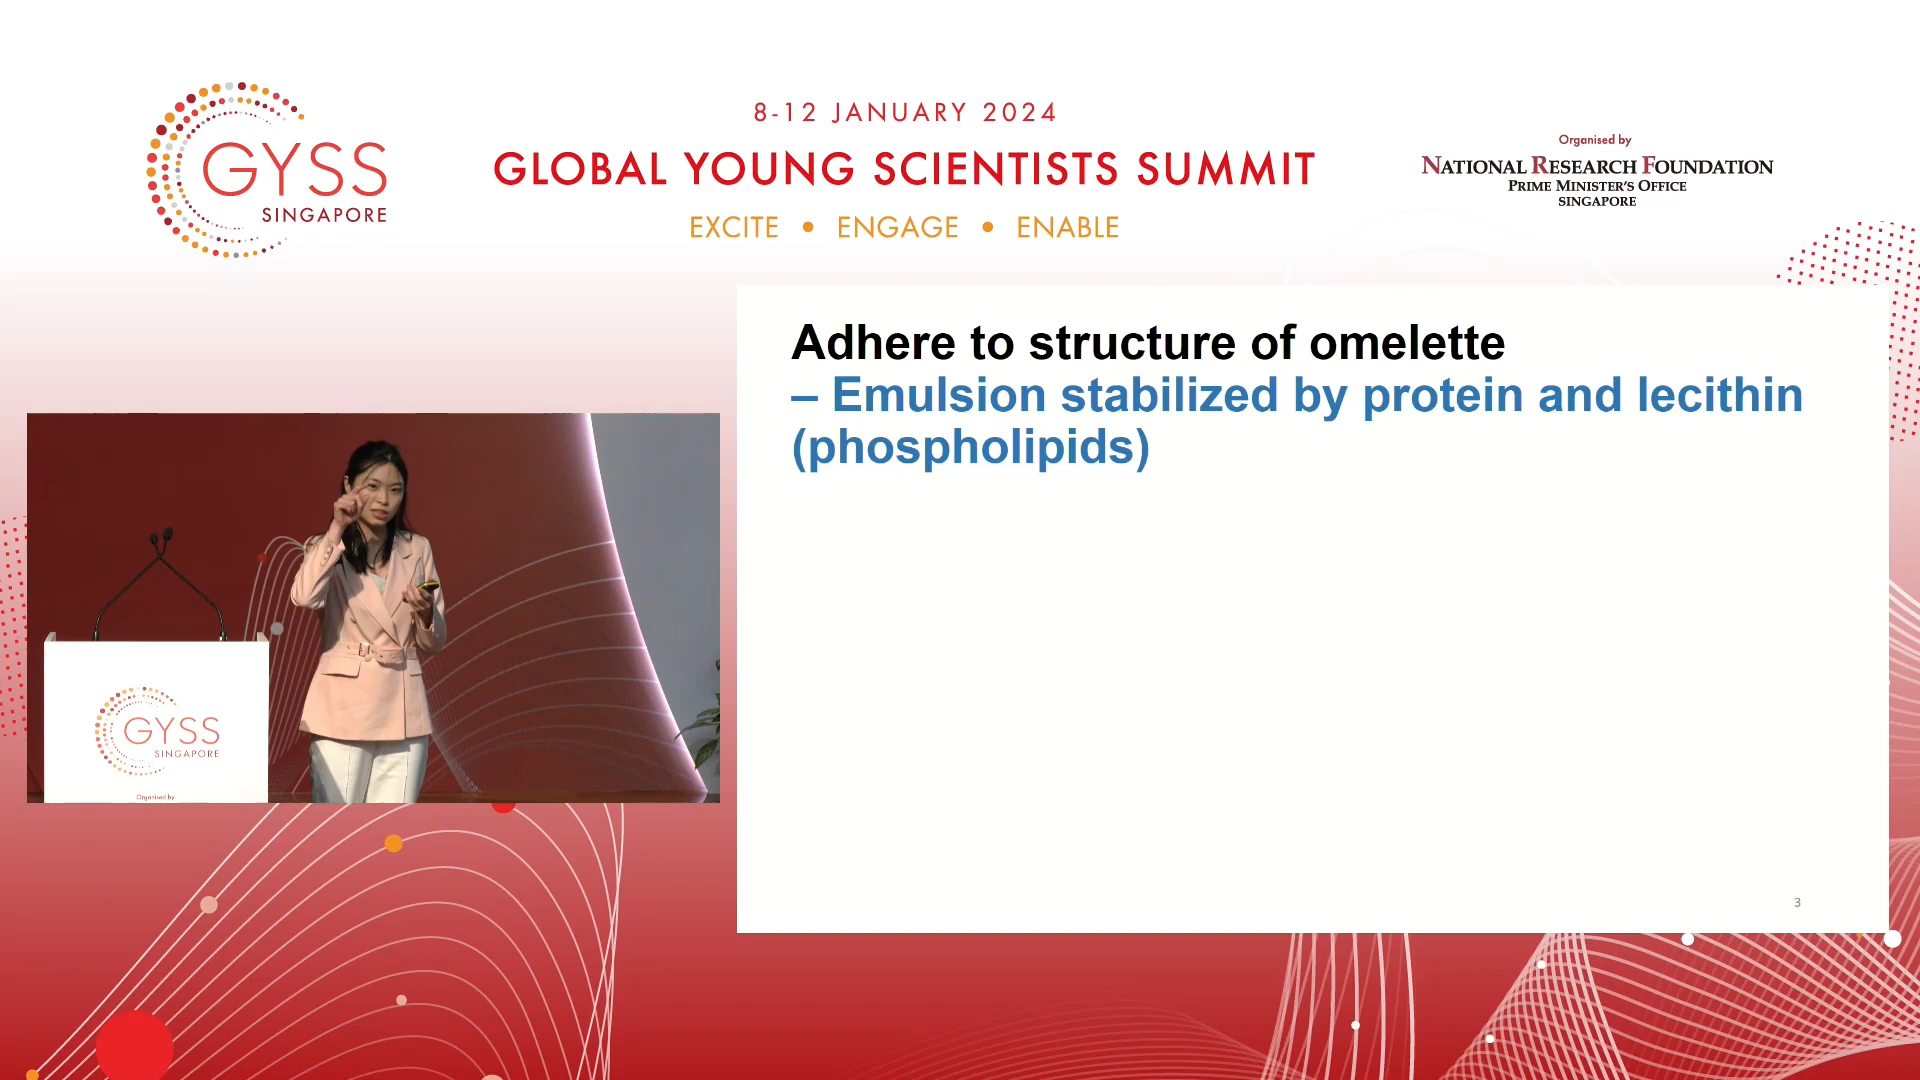 GYSS
SINGAPORE
8-12 JANUARY 2024
GLOBAL YOUNG SCIENTISTS SUMMIT
EXCITE • ENGAGE • ENABLE
Organised by
NATIONAL RESEARCH FOUNDATION
PRIME MINISTER'S OFFICE
SINGAPORE
Adhere to structure of omelette
– Emulsion stabilized by protein and lecithin
(phospholipids)
3
GYSS
SINGAPORE
Organised by